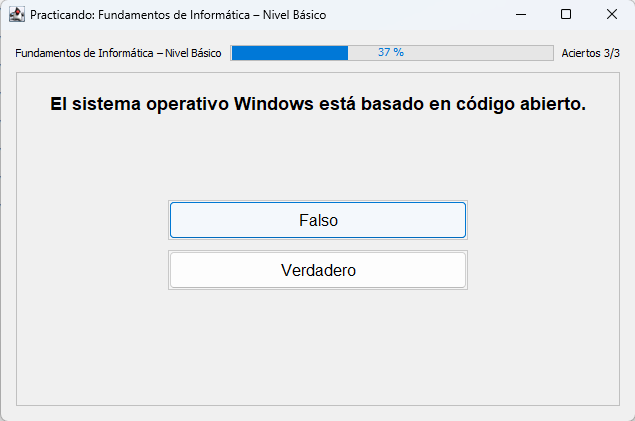 Practicando: Fundamentos de Informática – Nivel Básico
Fundamentos de Informática – Nivel Básico 37 % Aciertos 3/3
El sistema operativo Windows está basado en código abierto.
Falso
Verdadero